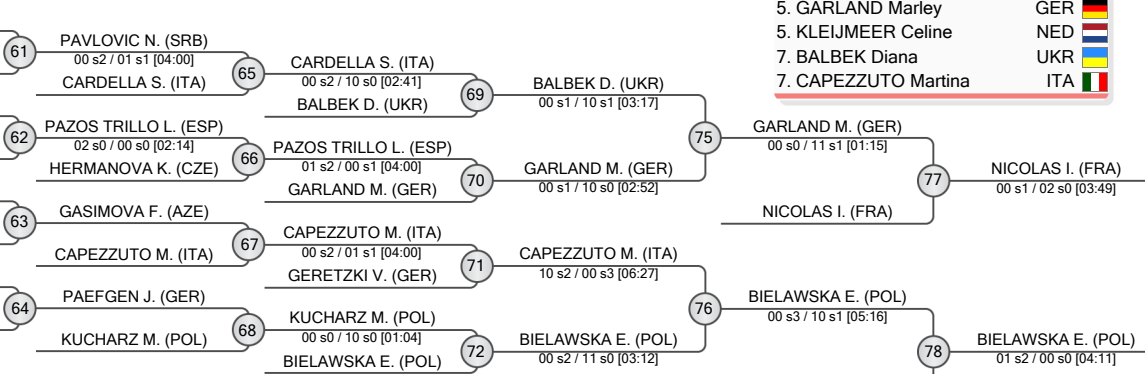 5. GARLAND Marley GER
5. KLEIJMEER Celine NED
7. BALBEK Diana UKR
7. CAPEZZUTO Martina ITA
61
PAVLOVIC N. (SRB)
00 s2 / 01 s1 [04:00]
CARDELLA S. (ITA)
62
PAZOS TRILLO L. (ESP)
02 s0 / 00 s0 [02:14]
HERMANOVA K. (CZE)
63
GASIMOVA F. (AZE)
CAPEZZUTO M. (ITA)
64
PAEFGEN J. (GER)
KUCHARZ M. (POL)
65
CARDELLA S. (ITA)
00 s2 / 10 s0 [02:41]
BALBEK D. (UKR)
66
PAZOS TRILLO L. (ESP)
01 s2 / 00 s1 [04:00]
GARLAND M. (GER)
67
CAPEZZUTO M. (ITA)
00 s2 / 01 s1 [04:00]
GERETZKI V. (GER)
68
KUCHARZ M. (POL)
00 s0 / 10 s0 [01:04]
BIELAWSKA E. (POL)
69
BALBEK D. (UKR)
00 s1 / 10 s1 [03:17]
70
GARLAND M. (GER)
00 s1 / 10 s0 [02:52]
71
CAPEZZUTO M. (ITA)
10 s2 / 00 s3 [06:27]
72
BIELAWSKA E. (POL)
00 s2 / 11 s0 [03:12]
75
GARLAND M. (GER)
00 s0 / 11 s1 [01:15]
NICOLAS I. (FRA)
76
BIELAWSKA E. (POL)
00 s3 / 10 s1 [05:16]
77
NICOLAS I. (FRA)
00 s1 / 02 s0 [03:49]
78
BIELAWSKA E. (POL)
01 s2 / 00 s0 [04:11]